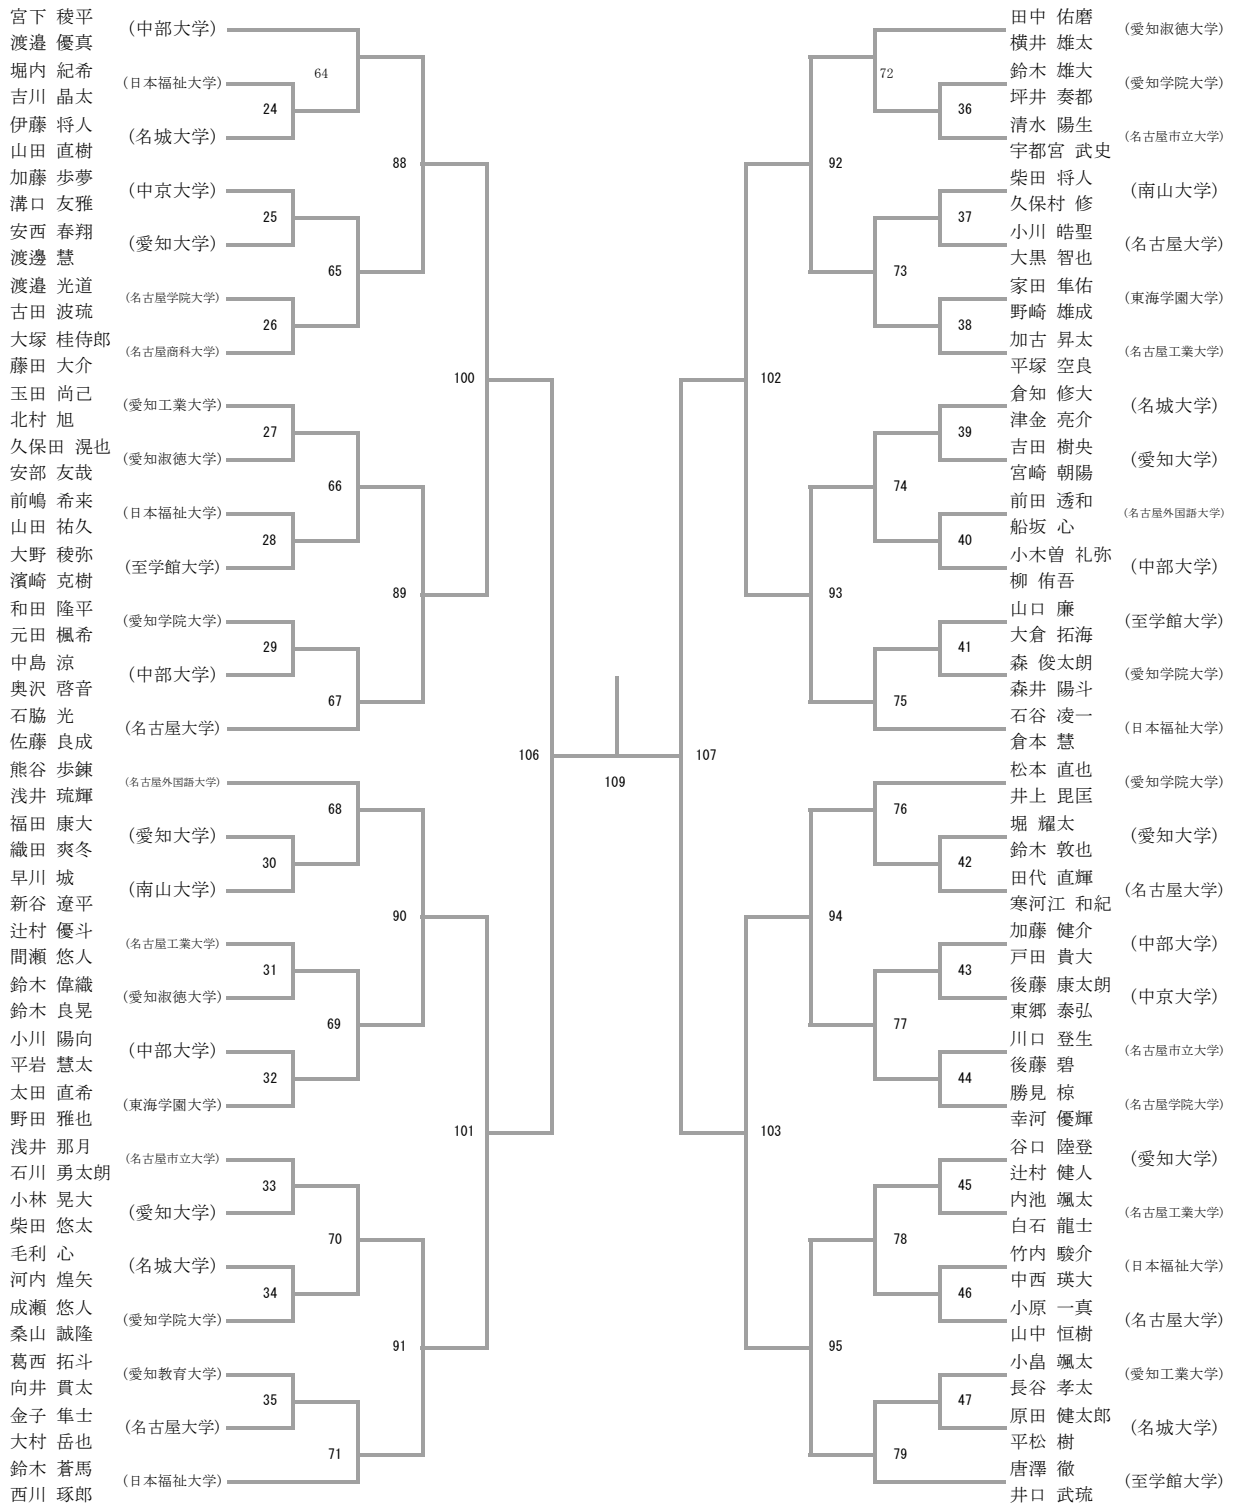 宮下 稜平
(中部大学)
渡邉 優真
64
堀内 紀希
(日本福祉大学)
吉川 晶太
24
伊藤 将人
(名城大学)
山田 直樹
88
加藤 歩夢
(中京大学)
溝口 友雅
25
安西 春翔
(愛知大学)
渡邊 慧
65
渡邉 光道
(名古屋学院大学)
古田 波琉
26
大塚 桂侍郎
(名古屋商科大学)
藤田 大介
100
玉田 尚己
(愛知工業大学)
北村 旭
27
久保田 滉也
(愛知淑徳大学)
安部 友哉
66
前嶋 希来
(日本福祉大学)
山田 祐久
28
大野 稜弥
(至学館大学)
濱崎 克樹
89
和田 隆平
(愛知学院大学)
元田 楓希
29
中島 涼
(中部大学)
奥沢 啓音
67
石脇 光
(名古屋大学)
佐藤 良成
106
熊谷 歩錬
(名古屋外国語大学)
浅井 琉輝
68
福田 康大
(愛知大学)
織田 爽冬
30
早川 城
(南山大学)
新谷 遼平
90
辻村 優斗
(名古屋工業大学)
間瀬 悠人
31
鈴木 偉織
(愛知淑徳大学)
鈴木 良晃
69
小川 陽向
(中部大学)
平岩 慧太
32
太田 直希
(東海学園大学)
野田 雅也
101
浅井 那月
(名古屋市立大学)
石川 勇太朗
33
小林 晃大
(愛知大学)
柴田 悠太
70
毛利 心
(名城大学)
河内 煌矢
34
成瀬 悠人
(愛知学院大学)
桑山 誠隆
91
葛西 拓斗
(愛知教育大学)
向井 貫太
35
金子 隼士
(名古屋大学)
大村 岳也
71
鈴木 蒼馬
(日本福祉大学)
西川 琢郎
109
田中 佑磨
(愛知淑徳大学)
横井 雄太
72
鈴木 雄大
(愛知学院大学)
坪井 奏都
36
清水 陽生
(名古屋市立大学)
宇都宮 武史
92
柴田 将人
(南山大学)
久保村 修
37
小川 皓聖
(名古屋大学)
大黒 智也
73
家田 隼佑
(東海学園大学)
野崎 雄成
38
加古 昇太
(名古屋工業大学)
平塚 空良
102
倉知 修大
(名城大学)
津金 亮介
39
吉田 樹央
(愛知大学)
宮崎 朝陽
74
前田 透和
(名古屋外国語大学)
船坂 心
40
小木曽 礼弥
(中部大学)
柳 侑吾
93
山口 廉
(至学館大学)
大倉 拓海
41
森 俊太朗
(愛知学院大学)
森井 陽斗
75
石谷 凌一
(日本福祉大学)
倉本 慧
107
松本 直也
(愛知学院大学)
井上 毘匡
76
堀 耀太
(愛知大学)
鈴木 敦也
42
田代 直輝
(名古屋大学)
寒河江 和紀
94
加藤 健介
(中部大学)
戸田 貴大
43
後藤 康太朗
(中京大学)
東郷 泰弘
77
川口 登生
(名古屋市立大学)
後藤 碧
44
勝見 椋
(名古屋学院大学)
幸河 優輝
103
谷口 陸登
(愛知大学)
辻村 健人
45
内池 颯太
(名古屋工業大学)
白石 龍士
78
竹内 駿介
(日本福祉大学)
中西 瑛大
46
小原 一真
(名古屋大学)
山中 恒樹
95
小畠 颯太
(愛知工業大学)
長谷 孝太
47
原田 健太郎
(名城大学)
平松 樹
79
唐澤 徹
(至学館大学)
井口 武琉